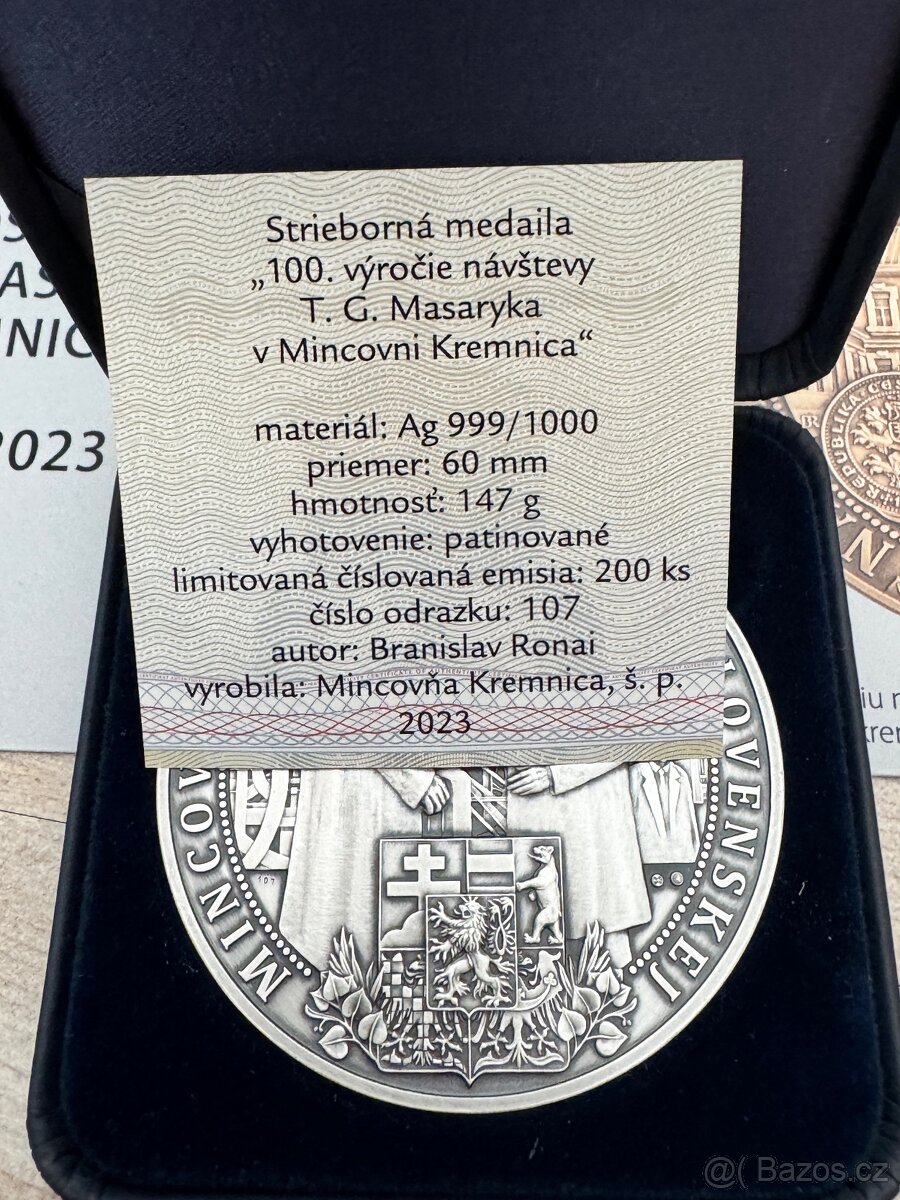 Strieborná medaila
„100. výročie návštevy
T. G. Masaryka
v Mincovni Kremnica“
materiál: Ag 999/1000
priemer: 60 mm
hmotnosť: 147 g
vyhotovenie: patinované
limitovaná číslovaná emisia: 200 ks
číslo odrazku: 107
autor: Branislav Ronai
vyrobila: Mincovňa Kremnica, š. p.
2023
2023
107
@( Bazos.cz